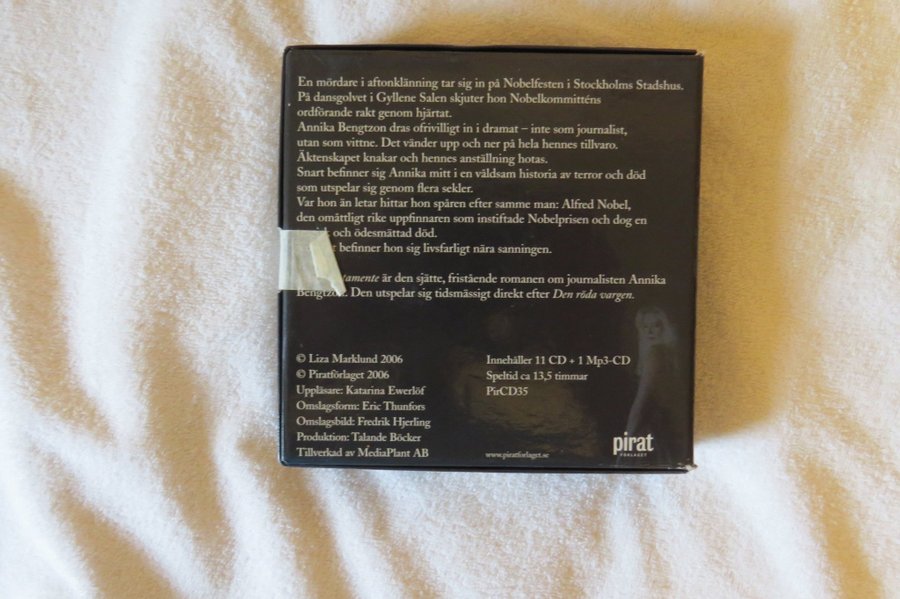 En mördare i aftonklänning tar sig in på Nobelfesten i Stockholms Stadshus.
På dansgolvet i Gyllene Salen skjuter hon Nobelkommitténs
ordförande rakt genom hjärtat.
Annika Bengtzon dras ofrivilligt in i dramat – inte som journalist,
utan som vittne. Det vänder upp och ner på hela hennes tillvaro.
Äktenskapet knakar och hennes anställning hotas.
Snart befinner sig Annika mitt i en våldsam historia av terror och död
som utspelar sig genom flera sekler.
Var hon än letar hittar hon spåren efter samme man: Alfred Nobel,
den omåttligt rike uppfinnaren som instiftade Nobelprisen och dog en
och ödesmättad död.
befinner hon sig livsfarligt nära sanningen.
är den sjätte, fristående romanen om journalisten Annika
Bengtzon. Den utspelar sig tidsmässigt direkt efter Den röda vargen.
© Liza Marklund 2006
© Piratförlaget 2006
Uppläsare: Katarina Ewerlöf
Omslagsform: Eric Thunfors
Omslagsbild: Fredrik Hjerling
Produktion: Talande Böcker
Tillverkad av MediaPlant AB
Innehåller 11 CD + 1 Mp3-CD
Speltid ca 13,5 timmar
PirCD35
www.piratforlaget.se
pirat
FÖRLAGET